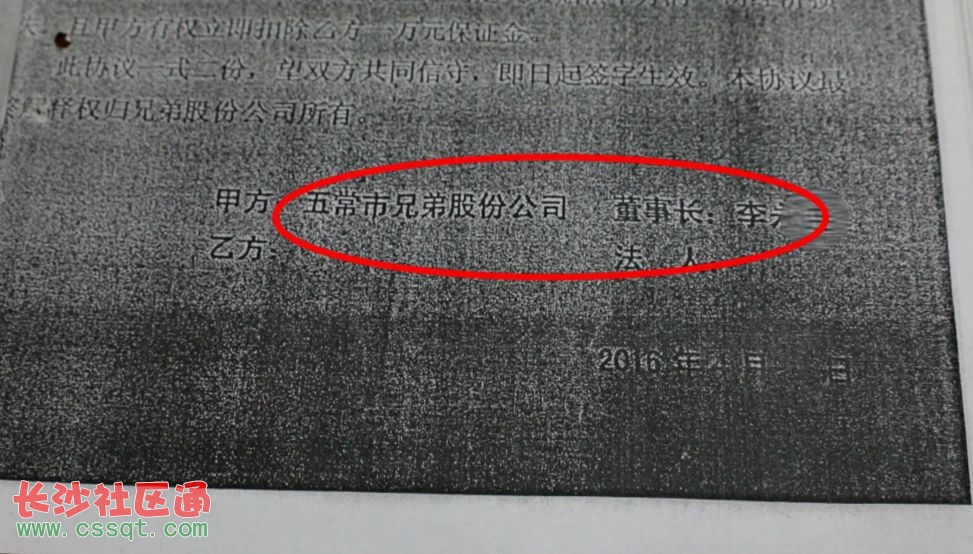 失，且甲方有权立即扣除乙方一万元保证金。
此协议一式二份，望双方共同信守，即日起签字生效。本协议最
释权归兄弟股份公司所有。
甲方：五常市兄弟股份公司 董事长：李
乙方：
法 人
2016 年 4 月 日
长沙社区通
www.cssqt.com